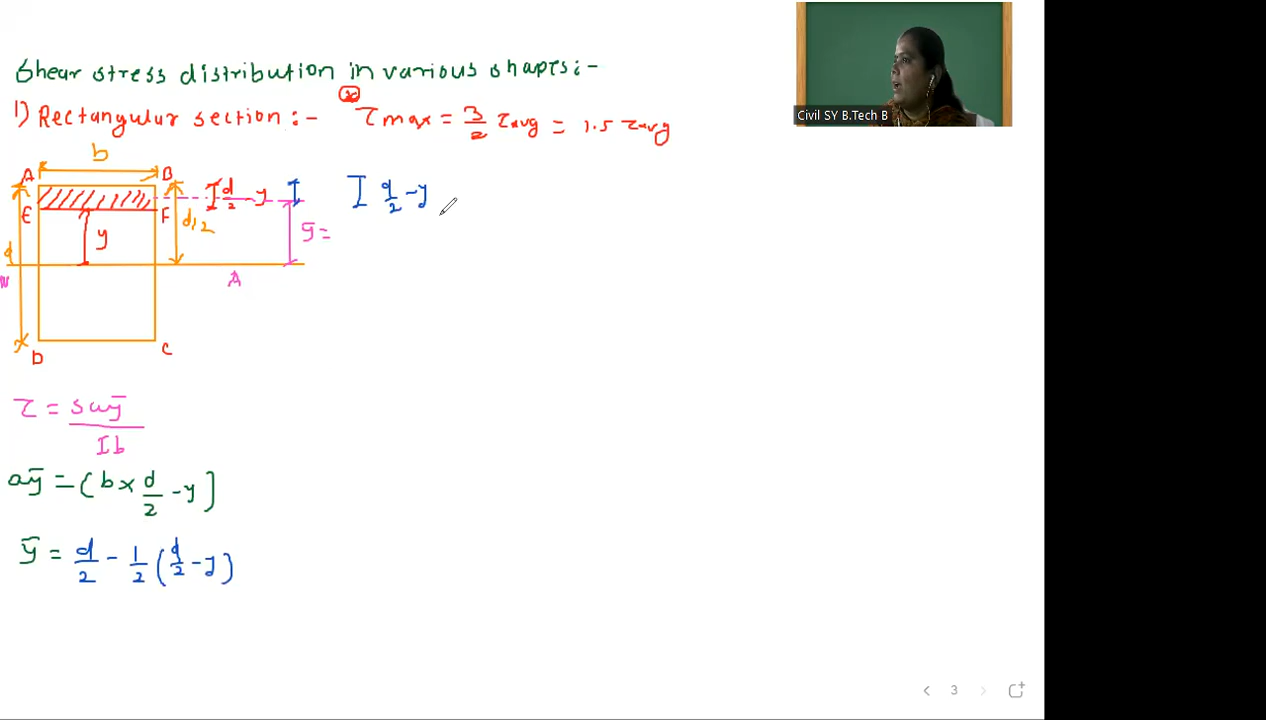 Shear stress distribution in various shapes:-
1) Rectangular section :- τmax = 3/2 τavg = 1.5 τavg
Civil SY B.Tech B
b
A B
d/2 - y
d/2 - y
E F
d/2
y
ȳ =
d
N A
D C
τ = saȳ / Ib
aȳ = (b × d/2 - y)
ȳ = d/2 - 1/2 (d/2 - y)
3